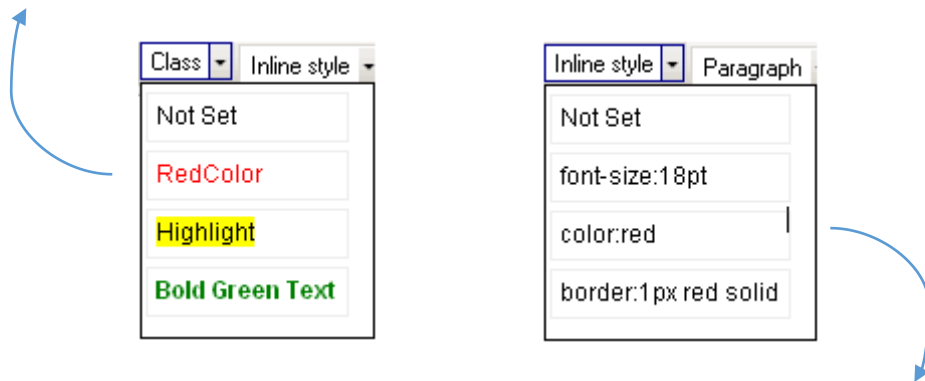 Class Inline style
Not Set
RedColor
Highlight
Bold Green Text
Inline style Paragraph
Not Set
font-size:18pt
color:red
border:1px red solid